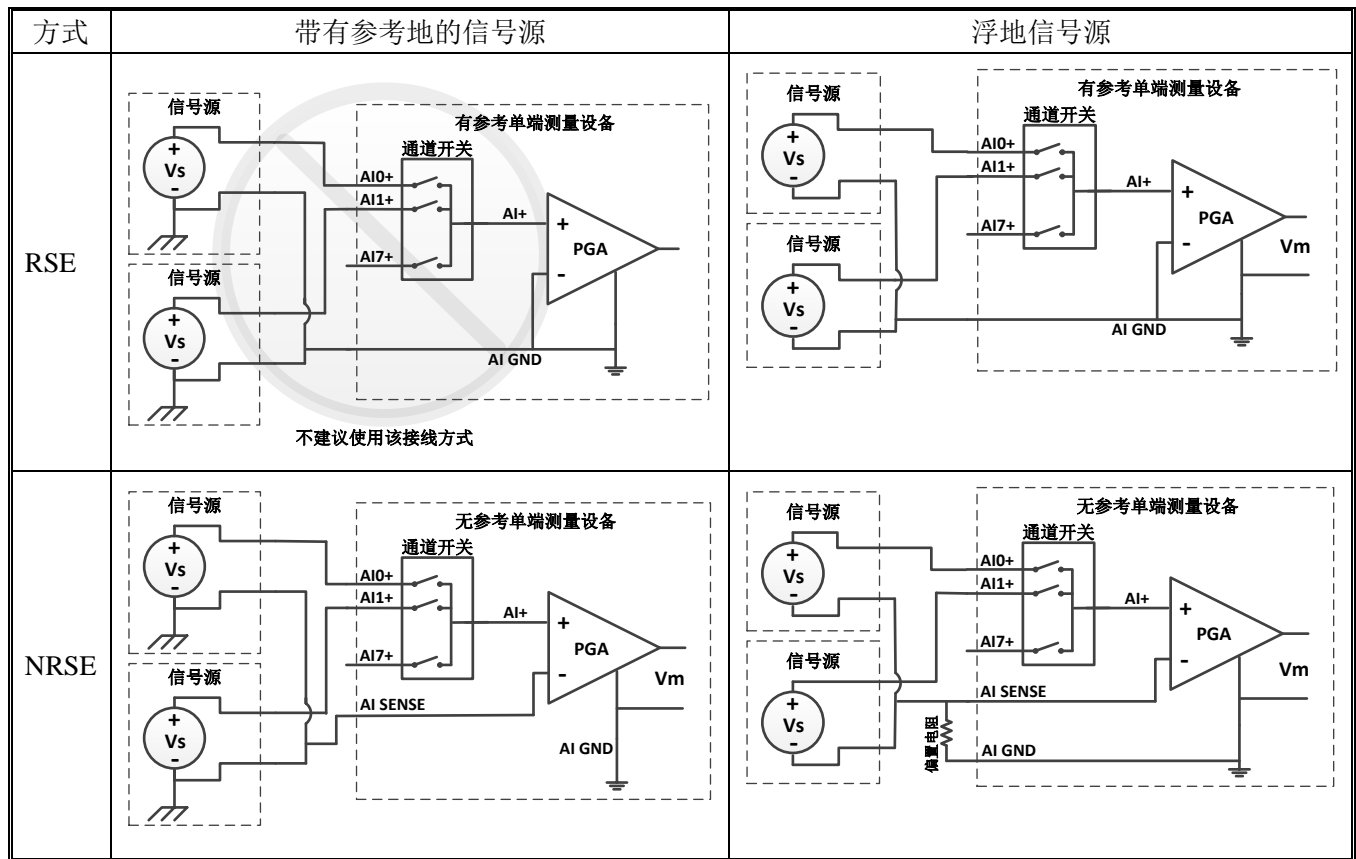 方式
带有参考地的信号源
浮地信号源
RSE
信号源
+
Vs
-
信号源
+
Vs
-
有参考单端测量设备
通道开关
AI0+
AI1+
AI7+
AI+
+
PGA
-
AI GND
不建议使用该接线方式
信号源
+
Vs
-
信号源
+
Vs
-
有参考单端测量设备
通道开关
AI0+
AI1+
AI7+
AI+
+
PGA
-
Vm
AI GND
NRSE
信号源
+
Vs
-
信号源
+
Vs
-
无参考单端测量设备
通道开关
AI0+
AI1+
AI7+
AI+
+
PGA
-
Vm
AI SENSE
AI GND
信号源
+
Vs
-
信号源
+
Vs
-
无参考单端测量设备
通道开关
AI0+
AI1+
AI7+
AI+
+
PGA
-
Vm
AI SENSE
偏置电阻
AI GND